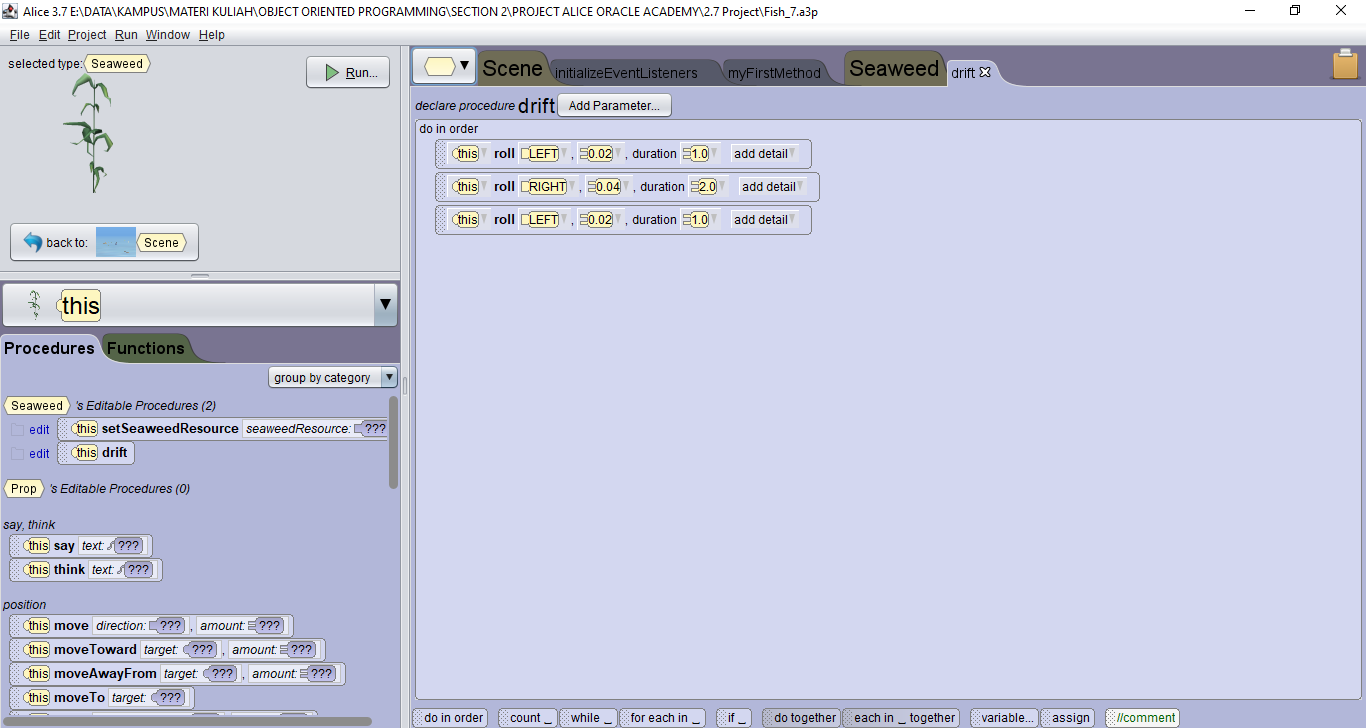 Alice 3.7 E:\DATA\KAMPUS\MATERI KULIAH\OBJECT ORIENTED PROGRAMMING\SECTION 2\PROJECT ALICE ORACLE ACADEMY\2.7 Project\Fish_7.a3p
File Edit Project Run Window Help
selected type: Seaweed
Run...
back to: Scene
this
Procedures Functions
group by category
Seaweed 's Editable Procedures (2)
edit this setSeaweedResource seaweedResource: ???
edit this drift
Prop 's Editable Procedures (0)
say, think
this say text: ???
this think text: ???
position
this move direction: ??? , amount: ???
this moveToward target: ??? , amount: ???
this moveAwayFrom target: ??? , amount: ???
this moveTo target: ???
Scene initializeEventListeners myFirstMethod Seaweed drift
declare procedure drift Add Parameter...
do in order
this roll LEFT , 0.02 , duration 1.0 add detail
this roll RIGHT , 0.04 , duration 2.0 add detail
this roll LEFT , 0.02 , duration 1.0 add detail
do in order count _ while _ for each in _ if _ do together each in _ together variable... assign //comment